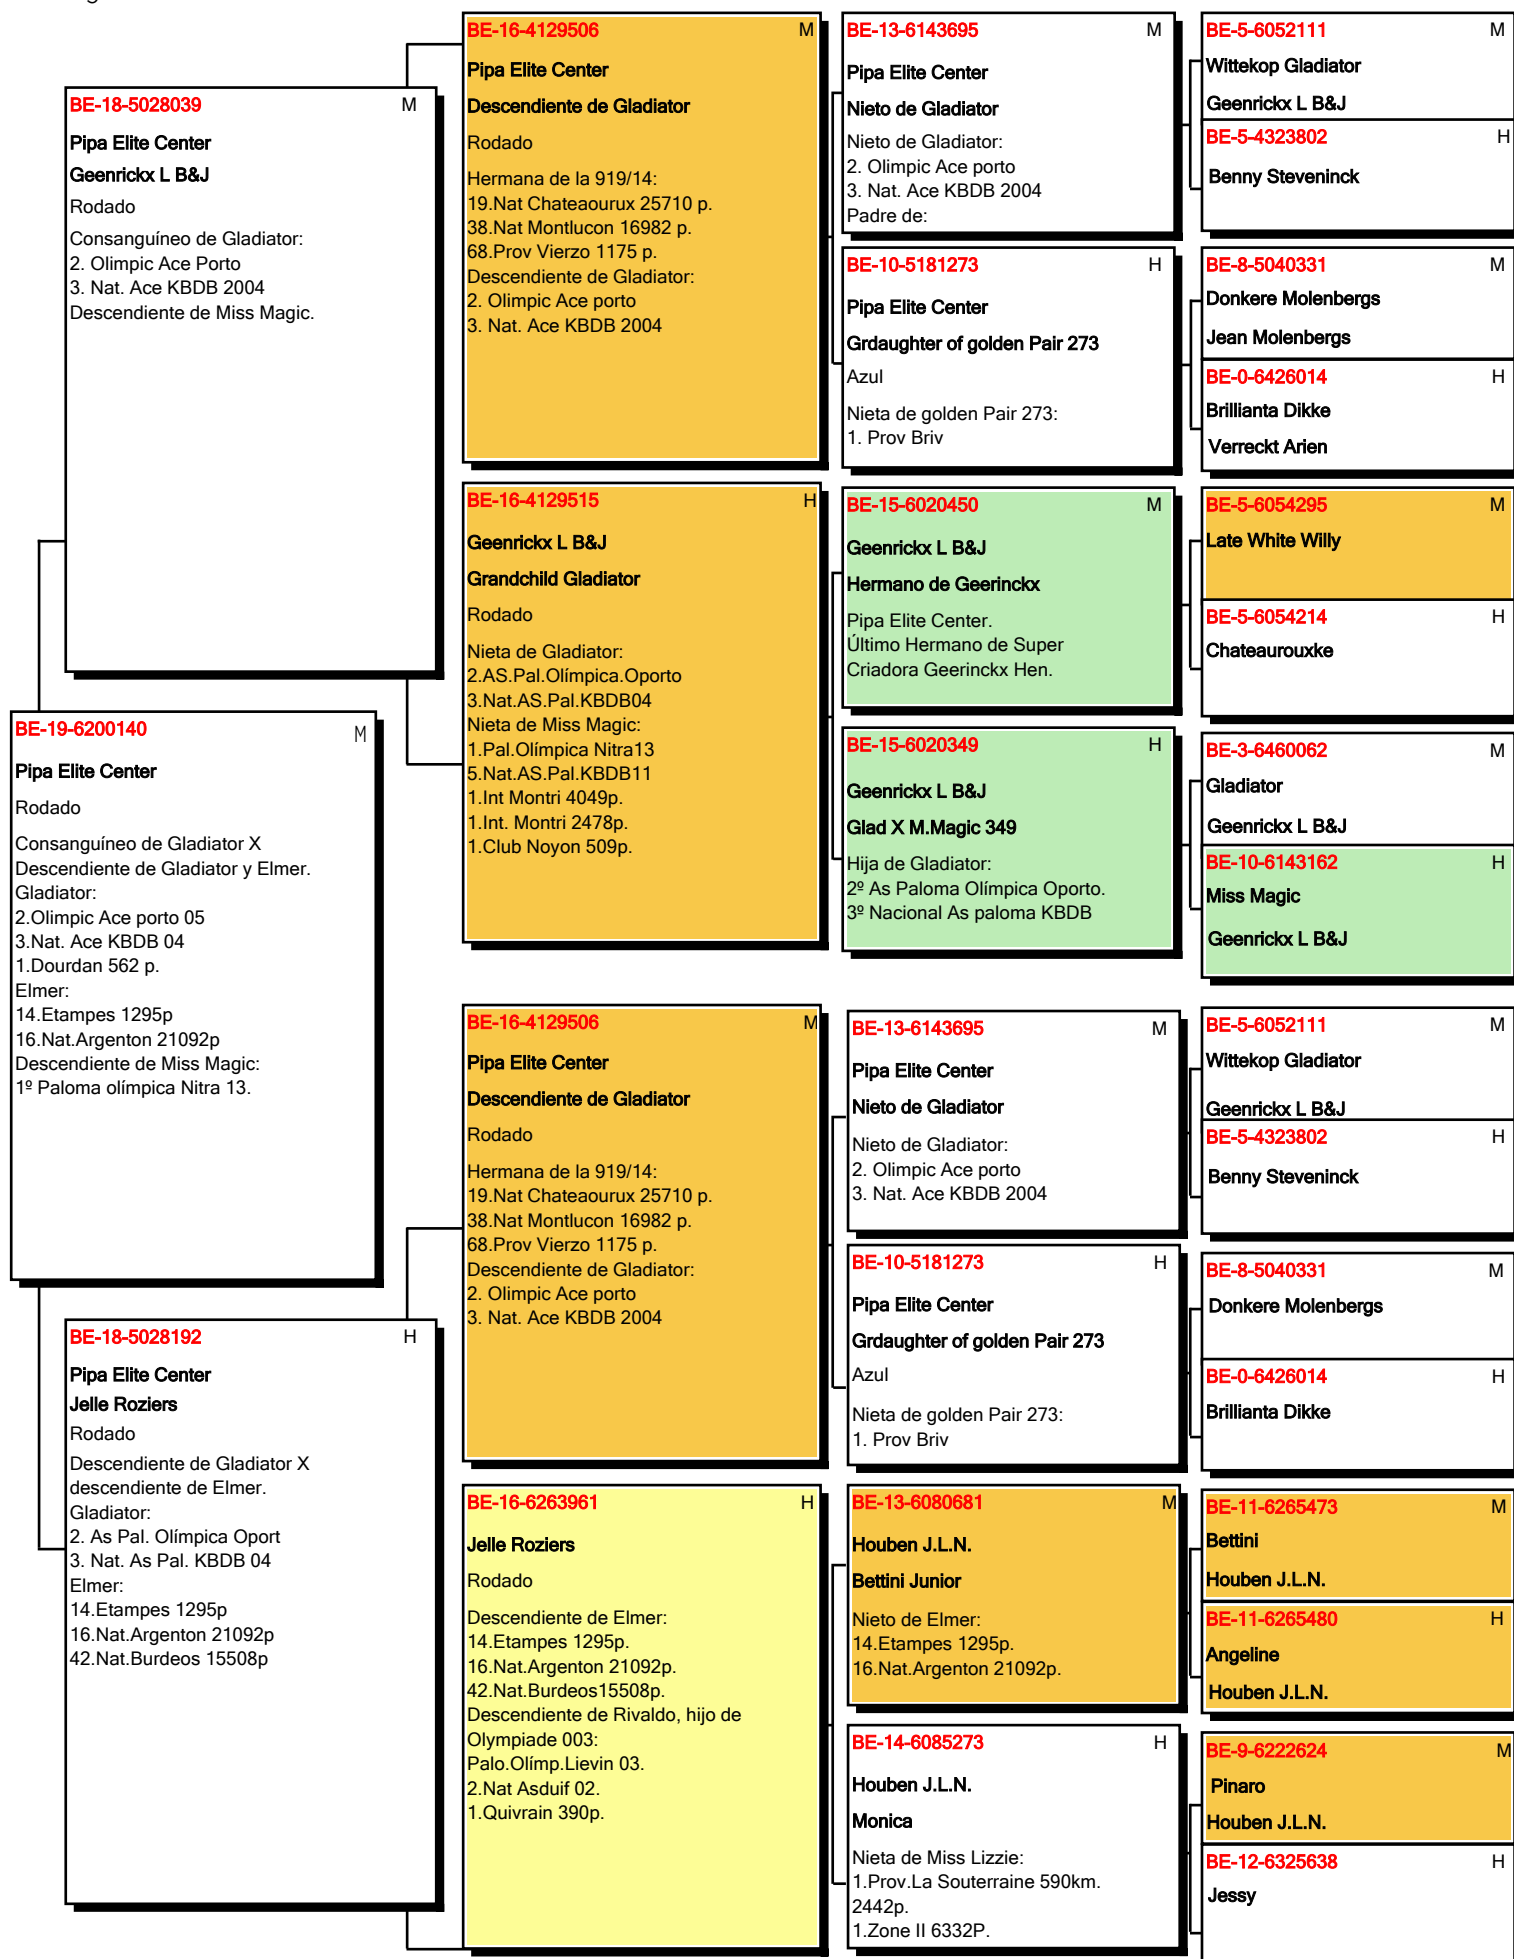 BE-19-6200140 M
Pipa Elite Center
Rodado
Consanguíneo de Gladiator X
Descendiente de Gladiator y Elmer.
Gladiator:
2.Olimpic Ace porto 05
3.Nat. Ace KBDB 04
1.Dourdan 562 p.
Elmer:
14.Etampes 1295p
16.Nat.Argenton 21092p
Descendiente de Miss Magic:
1º Paloma olímpica Nitra 13.
BE-18-5028039 M
Pipa Elite Center
Geenrickx L B&J
Rodado
Consanguíneo de Gladiator:
2. Olimpic Ace Porto
3. Nat. Ace KBDB 2004
Descendiente de Miss Magic.
BE-18-5028192 H
Pipa Elite Center
Jelle Roziers
Rodado
Descendiente de Gladiator X
descendiente de Elmer.
Gladiator:
2. As Pal. Olímpica Oport
3. Nat. As Pal. KBDB 04
Elmer:
14.Etampes 1295p
16.Nat.Argenton 21092p
42.Nat.Burdeos 15508p
BE-16-4129506 M
Pipa Elite Center
Descendiente de Gladiator
Rodado
Hermana de la 919/14:
19.Nat Chateaourux 25710 p.
38.Nat Montlucon 16982 p.
68.Prov Vierzo 1175 p.
Descendiente de Gladiator:
2. Olimpic Ace porto
3. Nat. Ace KBDB 2004
BE-16-4129515 H
Geenrickx L B&J
Grandchild Gladiator
Rodado
Nieta de Gladiator:
2.AS.Pal.Olímpica.Oporto
3.Nat.AS.Pal.KBDB04
Nieta de Miss Magic:
1.Pal.Olímpica Nitra13
5.Nat.AS.Pal.KBDB11
1.Int Montri 4049p.
1.Int. Montri 2478p.
1.Club Noyon 509p.
BE-16-4129506 M
Pipa Elite Center
Descendiente de Gladiator
Rodado
Hermana de la 919/14:
19.Nat Chateaourux 25710 p.
38.Nat Montlucon 16982 p.
68.Prov Vierzo 1175 p.
Descendiente de Gladiator:
2. Olimpic Ace porto
3. Nat. Ace KBDB 2004
BE-16-6263961 H
Jelle Roziers
Rodado
Descendiente de Elmer:
14.Etampes 1295p.
16.Nat.Argenton 21092p.
42.Nat.Burdeos15508p.
Descendiente de Rivaldo, hijo de
Olympiade 003:
Palo.Olímp.Lievin 03.
2.Nat Asduif 02.
1.Quivrain 390p.
BE-13-6143695 M
Pipa Elite Center
Nieto de Gladiator
Nieto de Gladiator:
2. Olimpic Ace porto
3. Nat. Ace KBDB 2004
Padre de:
BE-10-5181273 H
Pipa Elite Center
Grdaughter of golden Pair 273
Azul
Nieta de golden Pair 273:
1. Prov Briv
BE-15-6020450 M
Geenrickx L B&J
Hermano de Geerinckx
Pipa Elite Center.
Último Hermano de Super
Criadora Geerinckx Hen.
BE-15-6020349 H
Geenrickx L B&J
Glad X M.Magic 349
Hija de Gladiator:
2º As Paloma Olímpica Oporto.
3º Nacional As paloma KBDB
BE-13-6143695 M
Pipa Elite Center
Nieto de Gladiator
Nieto de Gladiator:
2. Olimpic Ace porto
3. Nat. Ace KBDB 2004
BE-10-5181273 H
Pipa Elite Center
Grdaughter of golden Pair 273
Azul
Nieta de golden Pair 273:
1. Prov Briv
BE-13-6080681 M
Houben J.L.N.
Bettini Junior
Nieto de Elmer:
14.Etampes 1295p.
16.Nat.Argenton 21092p.
BE-14-6085273 H
Houben J.L.N.
Monica
Nieta de Miss Lizzie:
1.Prov.La Souterraine 590km.
2442p.
1.Zone II 6332P.
BE-5-6052111 M
Wittekop Gladiator
Geenrickx L B&J
BE-5-4323802 H
Benny Steveninck
BE-8-5040331 M
Donkere Molenbergs
Jean Molenbergs
BE-0-6426014 H
Brillianta Dikke
Verreckt Arien
BE-5-6054295 M
Late White Willy
BE-5-6054214 H
Chateaurouxke
BE-3-6460062 M
Gladiator
Geenrickx L B&J
BE-10-6143162 H
Miss Magic
Geenrickx L B&J
BE-5-6052111 M
Wittekop Gladiator
Geenrickx L B&J
BE-5-4323802 H
Benny Steveninck
BE-8-5040331 M
Donkere Molenbergs
BE-0-6426014 H
Brillianta Dikke
BE-11-6265473 M
Bettini
Houben J.L.N.
BE-11-6265480 H
Angeline
Houben J.L.N.
BE-9-6222624 M
Pinaro
Houben J.L.N.
BE-12-6325638 H
Jessy